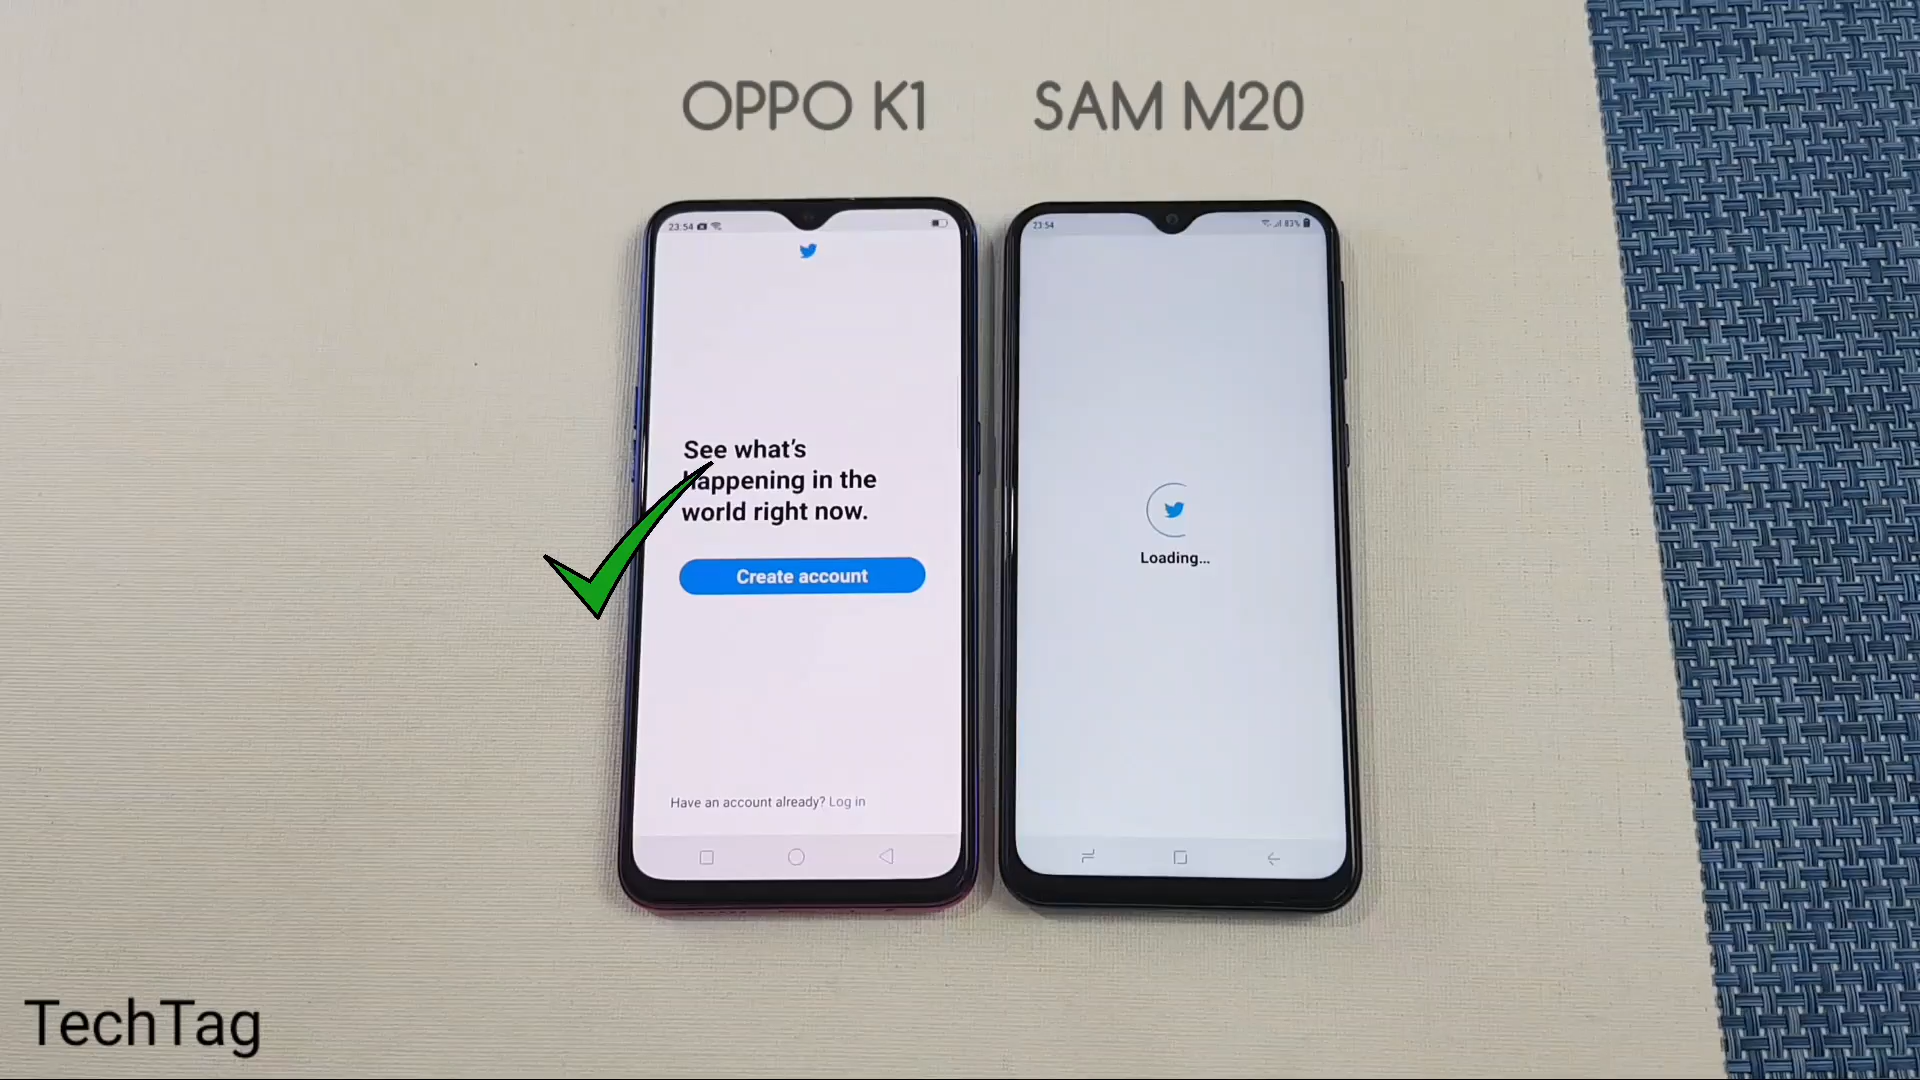 OPPO K1
SAM M20
23:54
See what's
happening in the
world right now.
Create account
Have an account already? Log in
23:54
83%
Loading...
TechTag